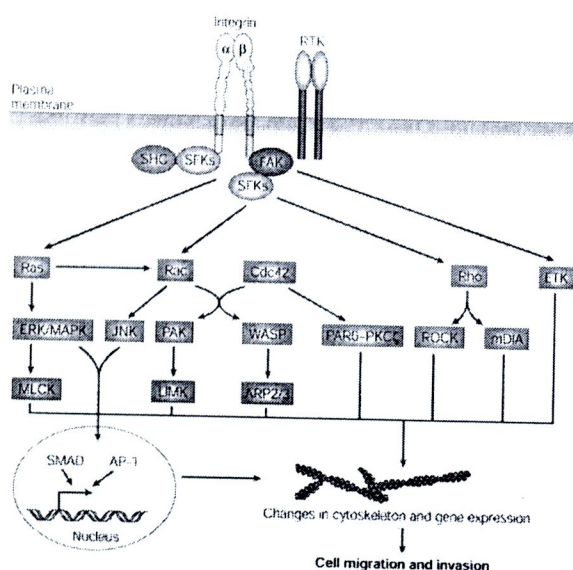 Integrin
α β
RTK
Plasma
membrane
SHC SFKs
FAK
SFKs
Ras Rac Cdc42 Rho ETK
ERK/MAPK JNK PAK WASP PAR6-PKCζ ROCK mDIA
MLCK LIMK ARP2/3
SMAD AP-1
Nucleus
Changes in cytoskeleton and gene expression
Cell migration and invasion